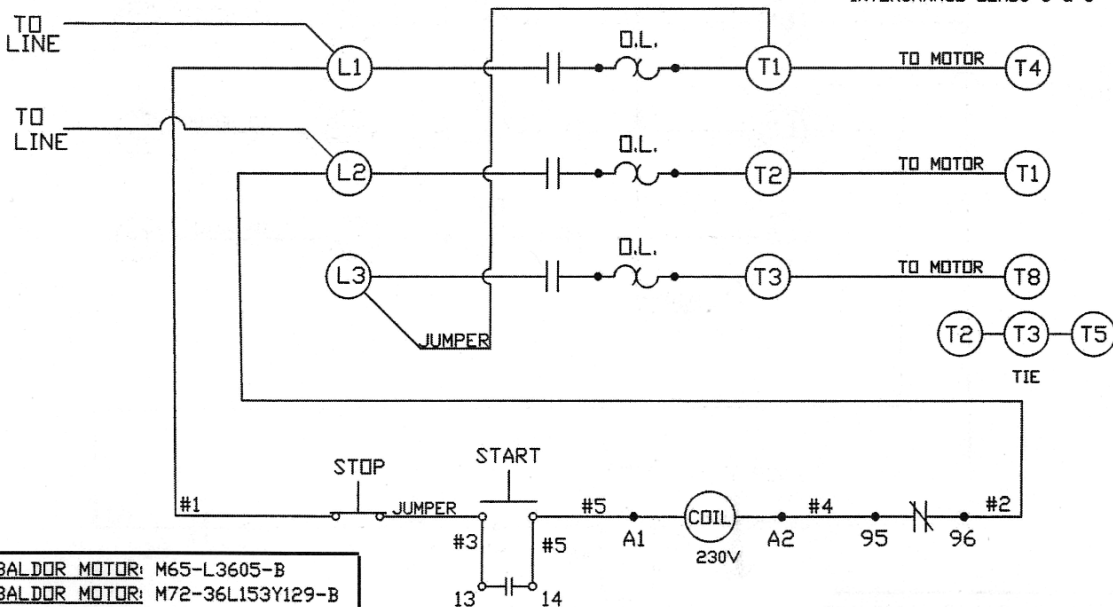 TO
LINE
L1
O.L.
T1
TO MOTOR
T4
TO
LINE
L2
O.L.
T2
TO MOTOR
T1
L3
O.L.
T3
TO MOTOR
T8
JUMPER
T2
T3
T5
TIE
STOP
START
#1
JUMPER
#3
#5
#5
A1
COIL
230V
A2
#4
95
96
#2
13
14
BALDOR MOTOR: M65-L3605-B
BALDOR MOTOR: M72-36L153Y129-B